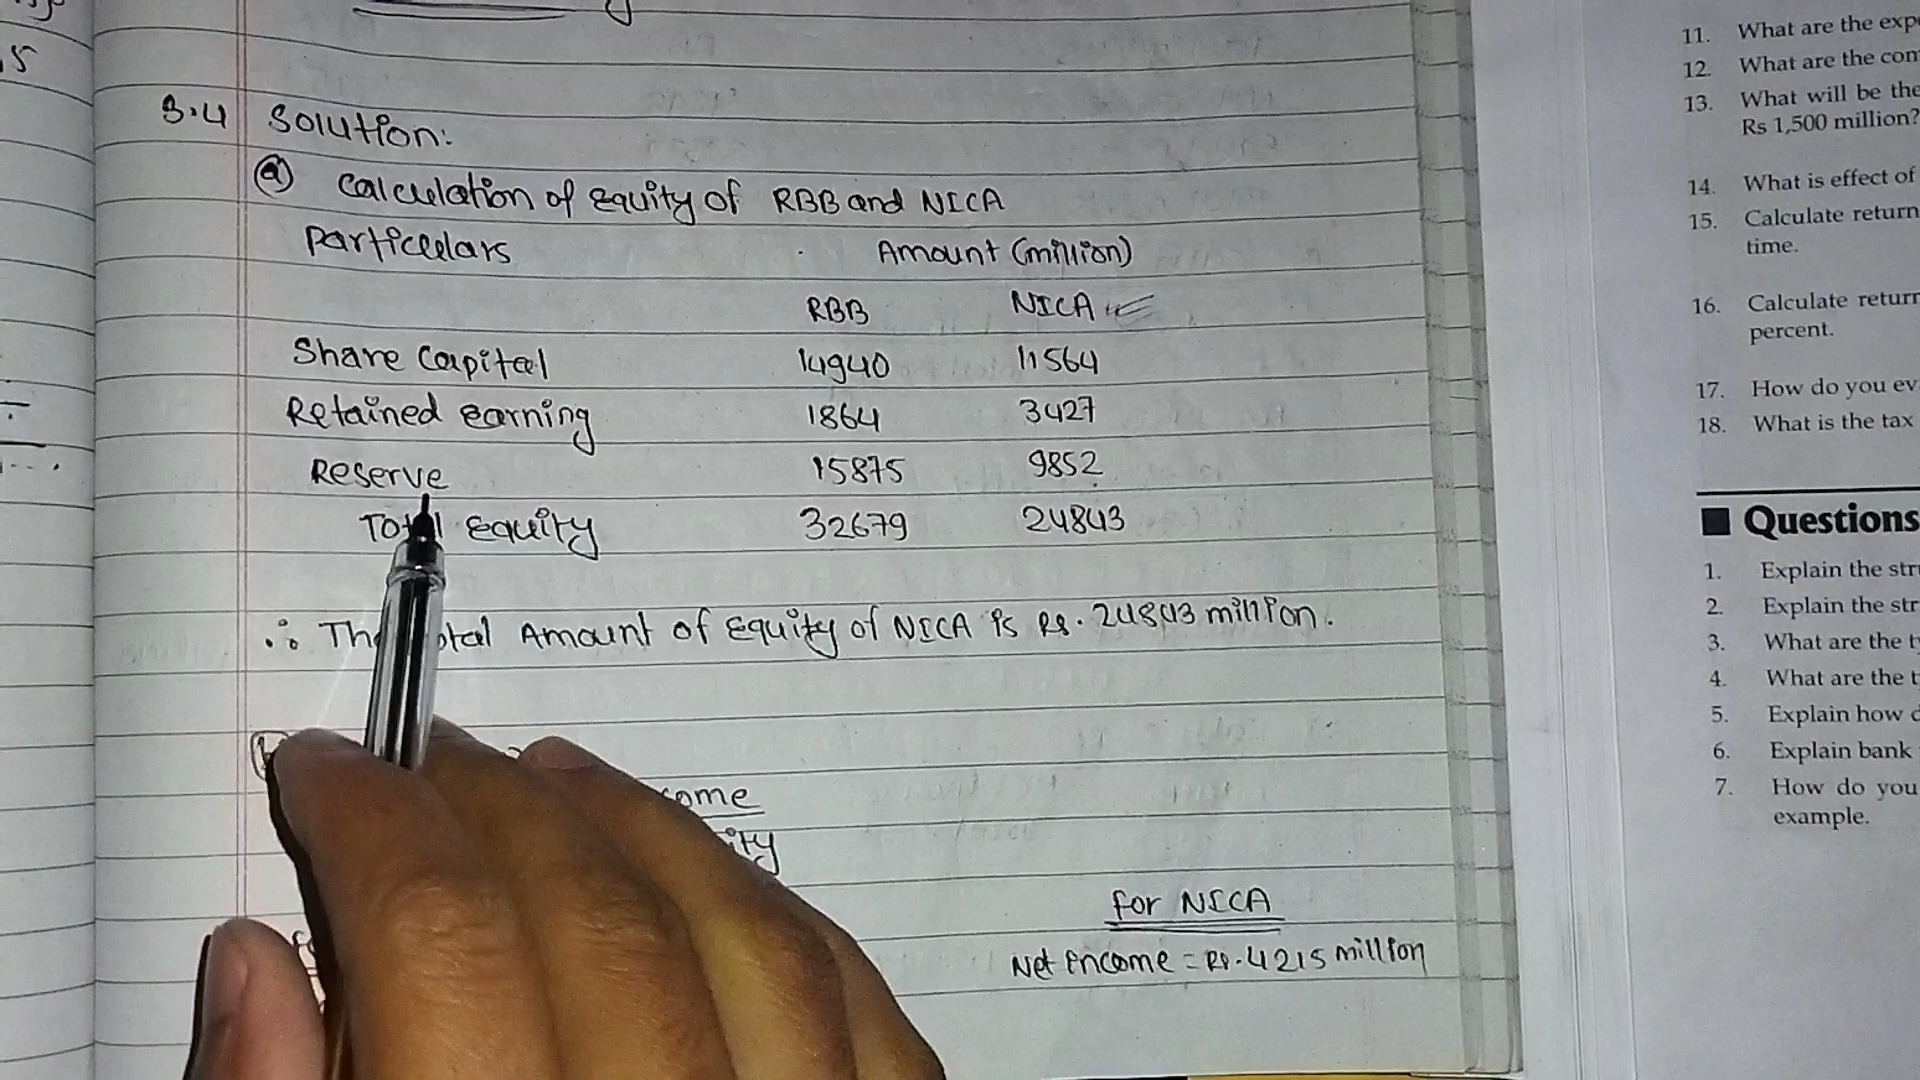 5
3.4 Solution:
(a) Calculation of Equity of RBB and NICA
Particulars Amount (million)
RBB NICA
Share Capital 14940 11564
Retained earning 1864 3427
Reserve 15875 9852
Total Equity 32679 24843
∴ The Total Amount of Equity of NICA is Rs. 24843 million.
for NICA
Net Income = Rs. 4215 million
11. What are the
12. What are the
13. What will be the
Rs 1,500 million?
14. What is effect of
15. Calculate return
time.
16. Calculate return
percent.
17. How do you
18. What is the tax
■ Questions
1. Explain the
2. Explain the
3. What are the
4. What are the
5. Explain how
6. Explain bank
7. How do you
example.